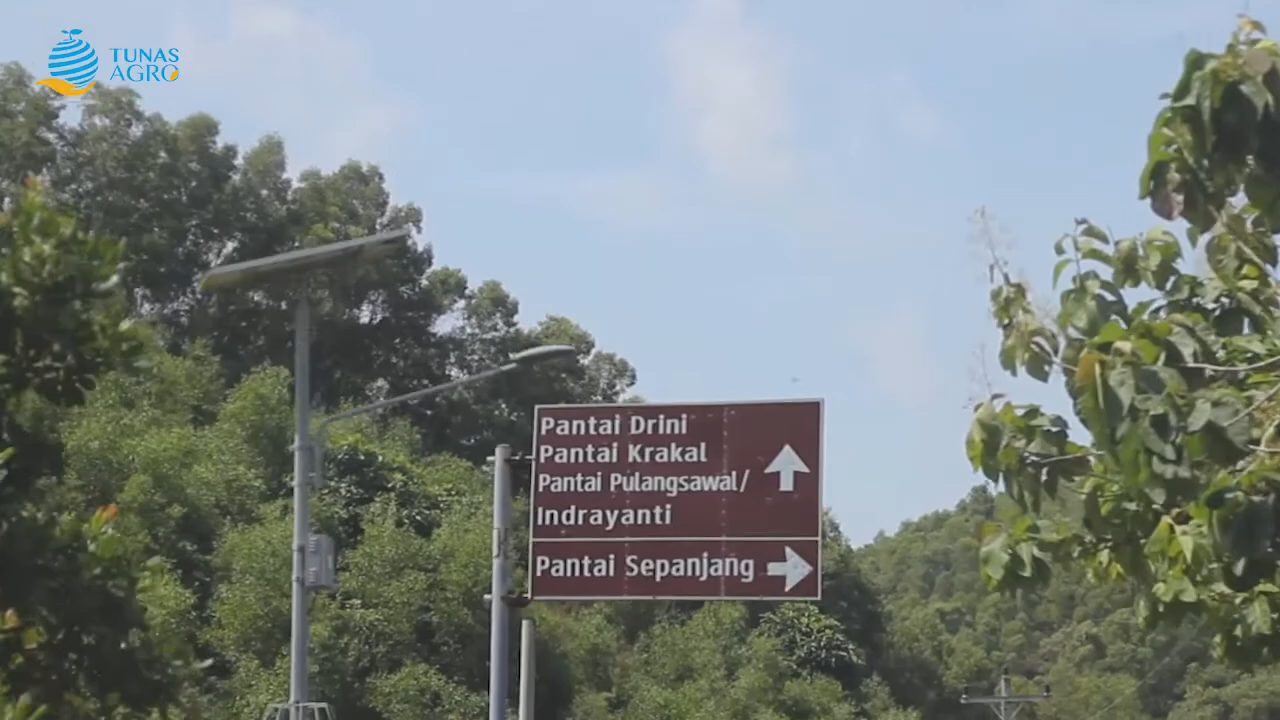 TUNAS
AGRO
Pantai Drini
Pantai Krakal
Pantai Pulangsawal/
Indrayanti
Pantai Sepanjang